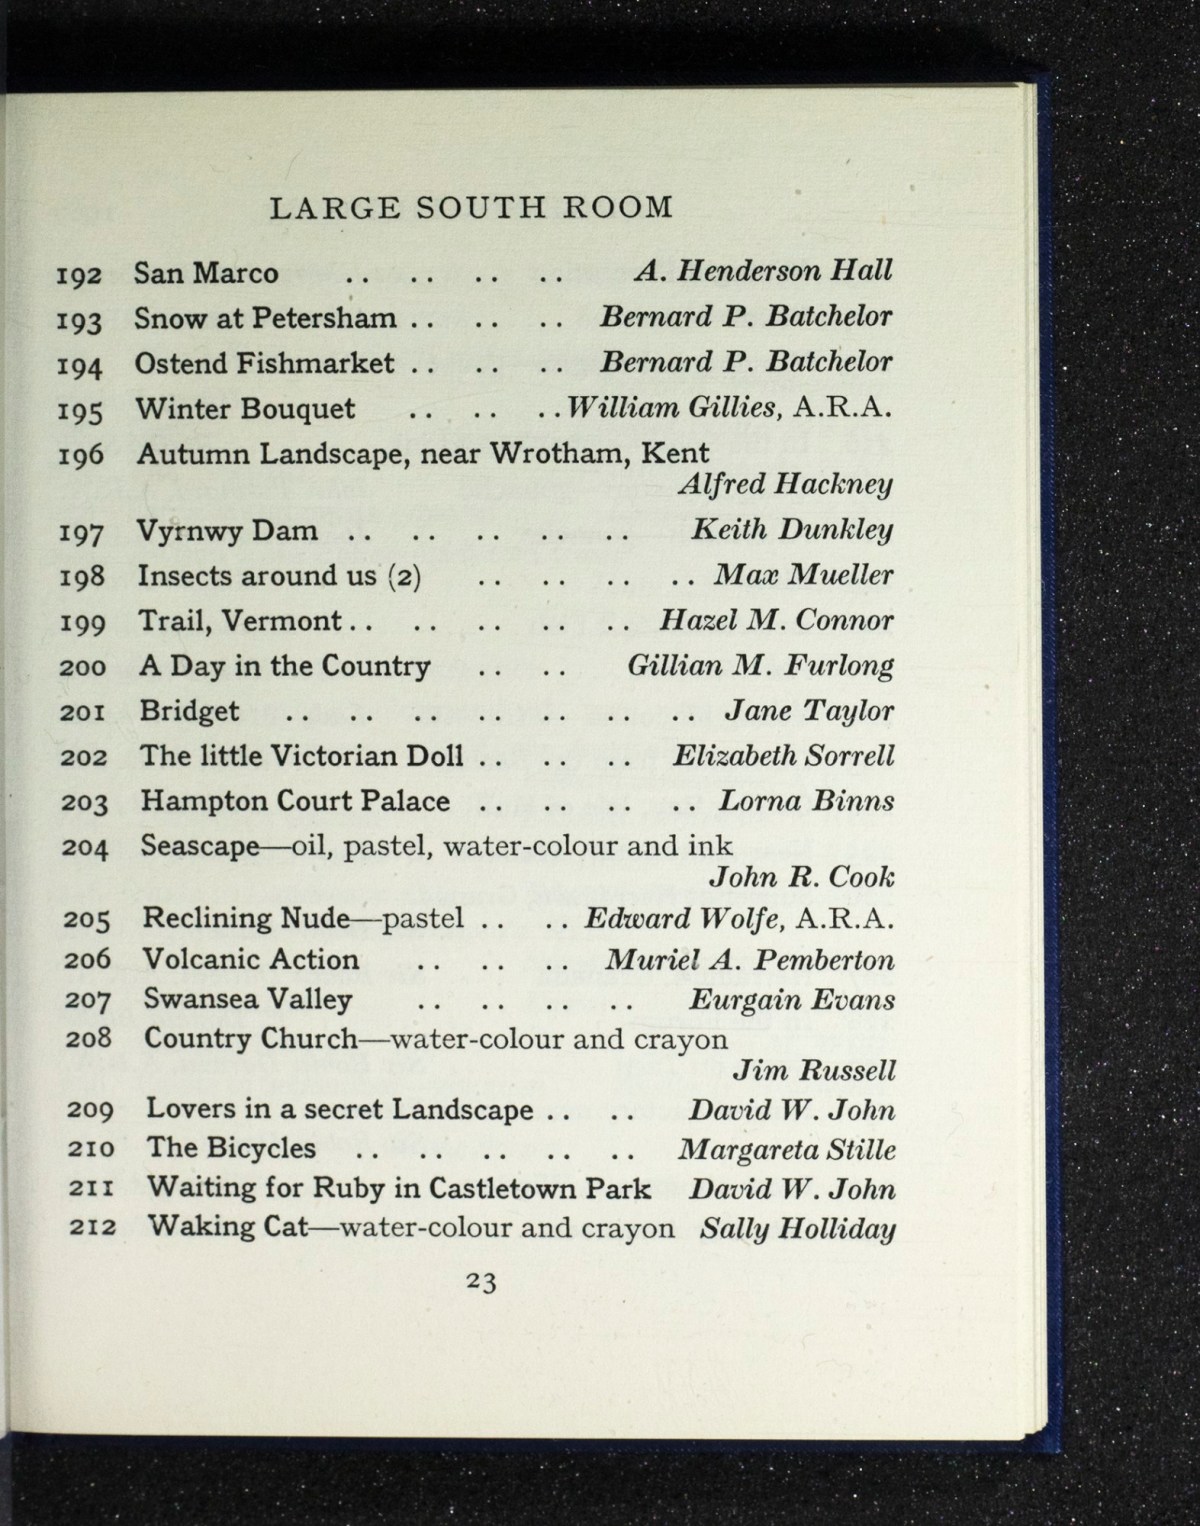 LARGE SOUTH ROOM
192 San Marco .. .. .. .. A. Henderson Hall
193 Snow at Petersham .. .. .. Bernard P. Batchelor
194 Ostend Fishmarket .. .. .. Bernard P. Batchelor
195 Winter Bouquet .. .. .. William Gillies, A.R.A.
196 Autumn Landscape, near Wrotham, Kent
Alfred Hackney
197 Vyrnwy Dam .. .. .. .. .. Keith Dunkley
198 Insects around us (2) .. .. .. .. Max Mueller
199 Trail, Vermont .. .. .. .. .. Hazel M. Connor
200 A Day in the Country .. .. Gillian M. Furlong
201 Bridget .. .. .. .. .. .. .. Jane Taylor
202 The little Victorian Doll .. .. .. Elizabeth Sorrell
203 Hampton Court Palace .. .. .. .. Lorna Binns
204 Seascape—oil, pastel, water-colour and ink
John R. Cook
205 Reclining Nude—pastel .. .. Edward Wolfe, A.R.A.
206 Volcanic Action .. .. .. Muriel A. Pemberton
207 Swansea Valley .. .. .. .. Eurgain Evans
208 Country Church—water-colour and crayon
Jim Russell
209 Lovers in a secret Landscape .. .. David W. John
210 The Bicycles .. .. .. .. .. Margareta Stille
211 Waiting for Ruby in Castletown Park David W. John
212 Waking Cat—water-colour and crayon Sally Holliday
23